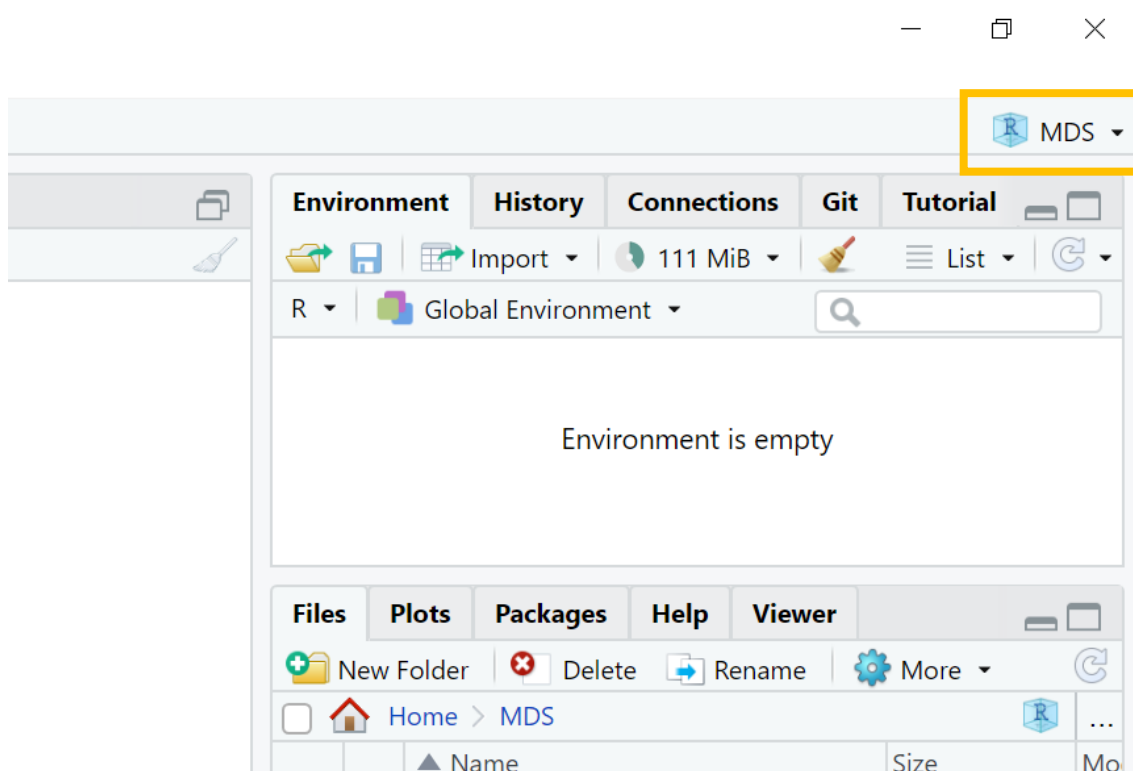 MDS
Environment History Connections Git Tutorial
Import 111 MiB List
R Global Environment
Environment is empty
Files Plots Packages Help Viewer
New Folder Delete Rename More
Home MDS ...
Name Size Mo